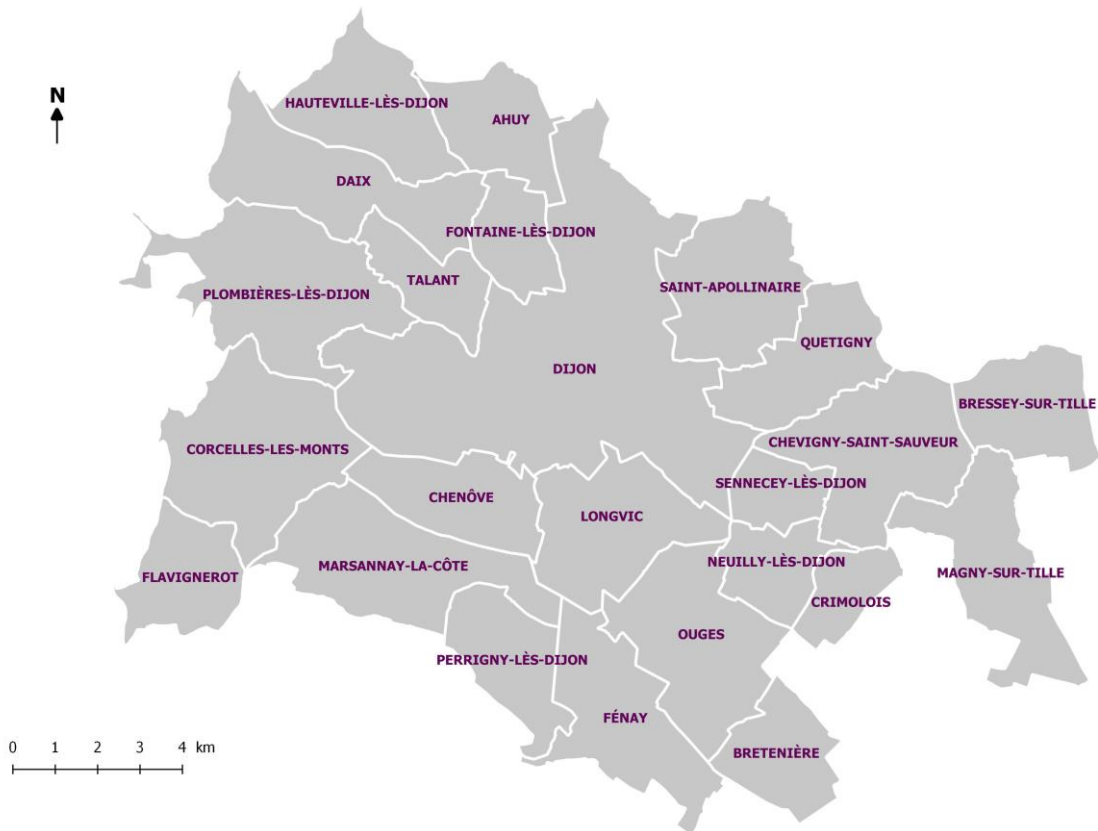 N
HAUTEVILLE-LÈS-DIJON
AHUY
DAIX
FONTAINE-LÈS-DIJON
TALANT
SAINT-APOLLINAIRE
PLOMBIÈRES-LÈS-DIJON
QUETIGNY
DIJON
BRESSEY-SUR-TILLE
CORCELLES-LES-MONTS
CHEVIGNY-SAINT-SAUVEUR
SENNECEY-LÈS-DIJON
CHENÔVE
LONGVIC
NEUILLY-LÈS-DIJON
MARSANNAY-LA-CÔTE
MAGNY-SUR-TILLE
FLAVIGNEROT
CRIMOLOIS
OUGES
PERRIGNY-LÈS-DIJON
FÉNAY
BRETENIÈRE
0 1 2 3 4 km